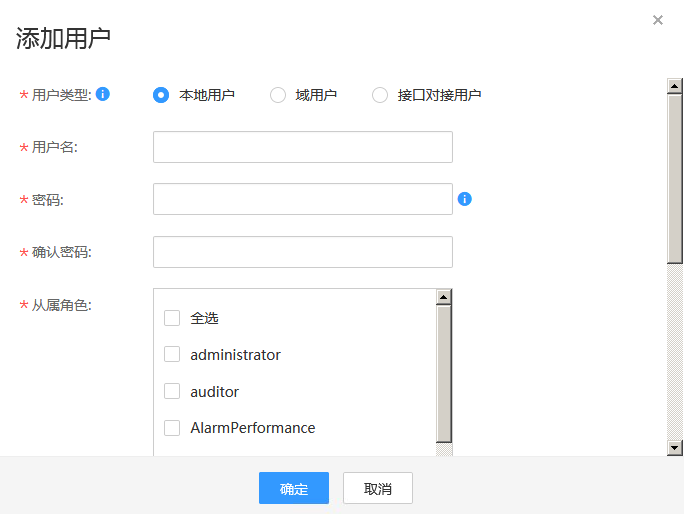 添加用户
* 用户类型: 本地用户 域用户 接口对接用户
* 用户名:
* 密码:
* 确认密码:
* 从属角色:
全选
administrator
auditor
AlarmPerformance
确定 取消